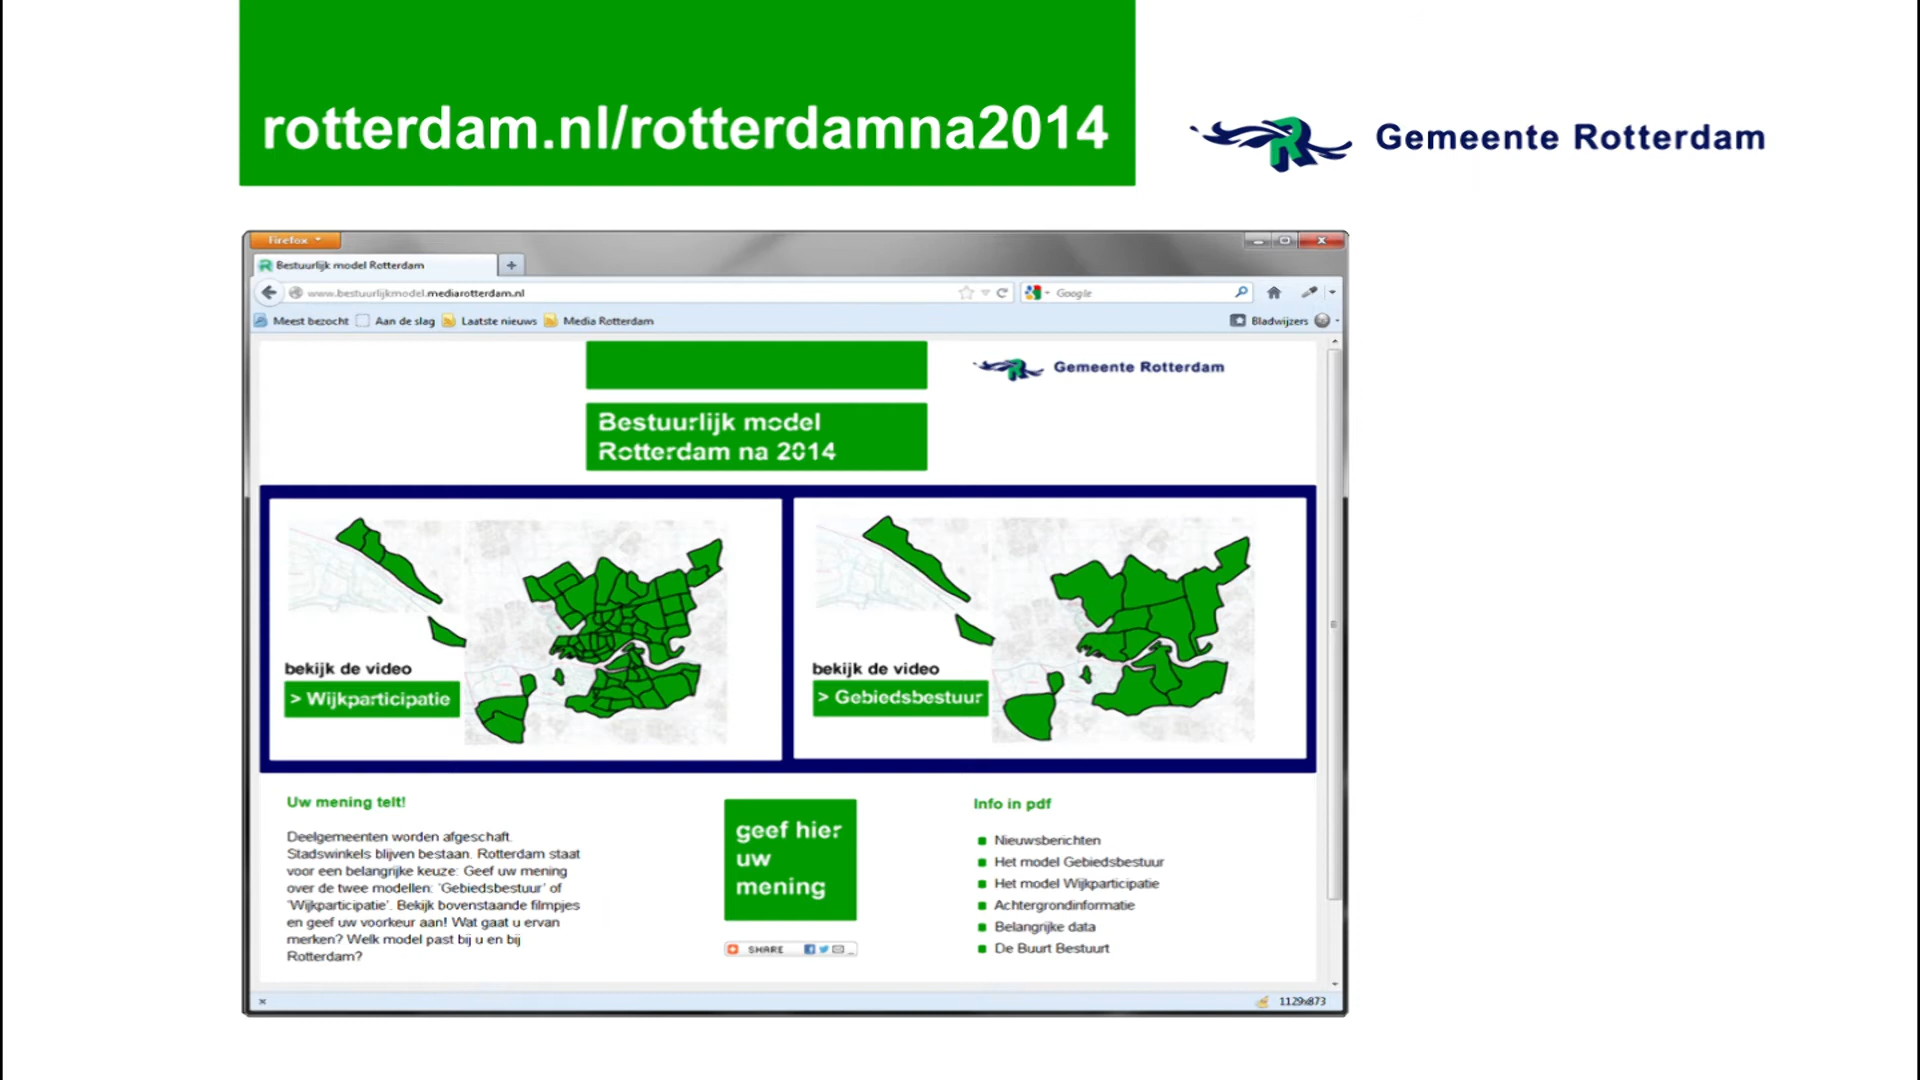 rotterdam.nl/rotterdamna2014
Gemeente Rotterdam
Firefox
Bestuurlijk model Rotterdam
www.bestuurlijkmodel.mediarotterdam.nl
Google
Meest bezocht
Aan de slag
Laatste nieuws
Media Rotterdam
Bladwijzers
Gemeente Rotterdam
Bestuurlijk model
Rotterdam na 2014
bekijk de video
> Wijkparticipatie
bekijk de video
> Gebiedsbestuur
Uw mening telt!
Deelgemeenten worden afgeschaft.
Stadswinkels blijven bestaan. Rotterdam staat
voor een belangrijke keuze: Geef uw mening
over de twee modellen: 'Gebiedsbestuur' of
'Wijkparticipatie'. Bekijk bovenstaande filmpjes
en geef uw voorkeur aan! Wat gaat u ervan
merken? Welk model past bij u en bij
Rotterdam?
geef hier
uw
mening
SHARE
Info in pdf
Nieuwsberichten
Het model Gebiedsbestuur
Het model Wijkparticipatie
Achtergrondinformatie
Belangrijke data
De Buurt Bestuurt
1129x873